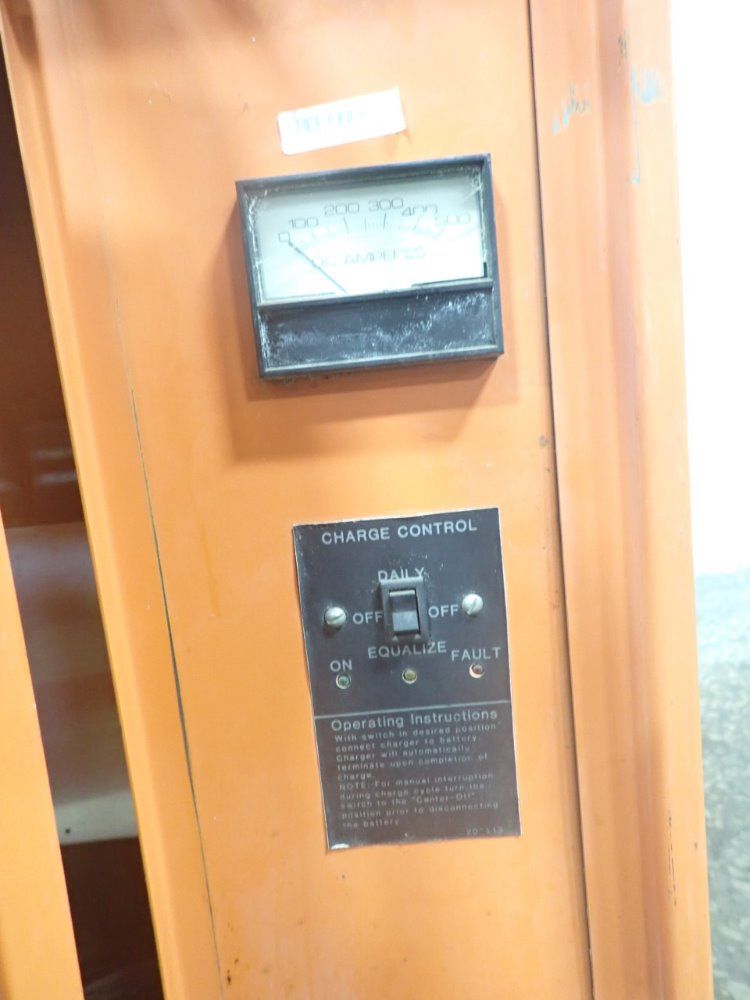 0 100 200 300 400 500
DC AMPERES
CHARGE CONTROL
DAILY
OFF OFF
EQUALIZE
ON FAULT
Operating Instructions
With switch in desired position
connect charger to battery.
Charger will automatically
terminate upon completion of
charge.
NOTE: For manual interruption
during charge cycle turn the
switch to the "Center-Off"
position prior to disconnecting
the battery.